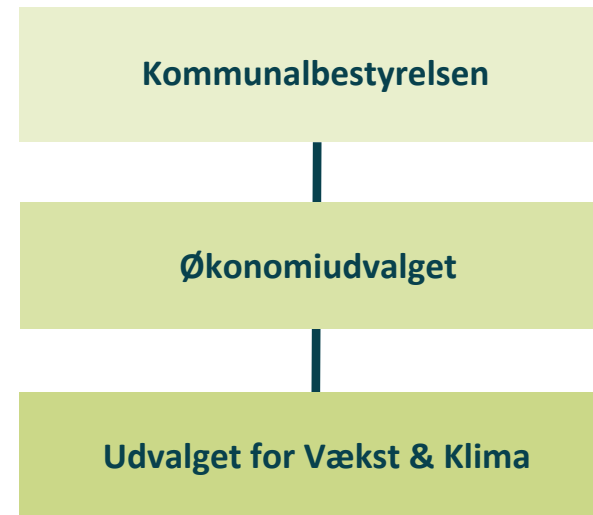 Kommunalbestyrelsen
Økonomiudvalget
Udvalget for Vækst & Klima